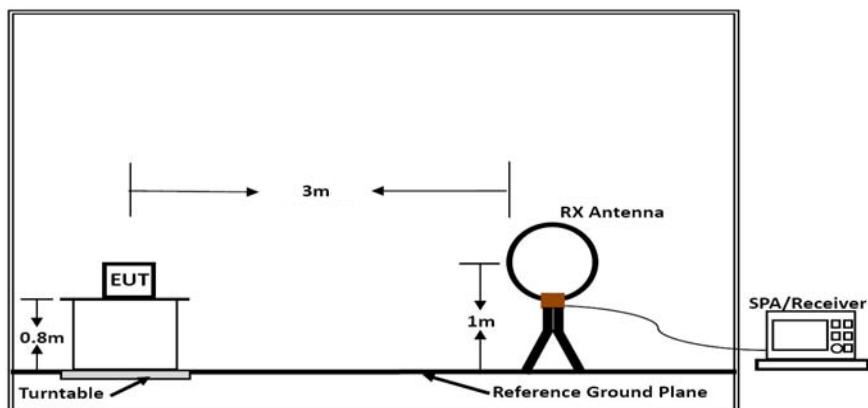 3m
RX Antenna
EUT
SPA/Receiver
0.8m
1m
Turntable
Reference Ground Plane